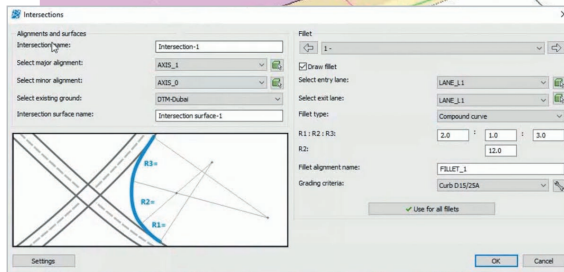 Intersections
Alignments and surfaces
Intersection name: Intersection-1
Select major alignment: AXIS_1
Select minor alignment: AXIS_0
Select existing ground: DTM-Dubai
Intersection surface name: Intersection surface-1
R3=
R2=
R1=
Settings
Fillet
1 -
Draw fillet
Select entry lane: LANE_L1
Select exit lane: LANE_L1
Fillet type: Compound curve
R1 : R2 : R3: 2.0 : 1.0 : 3.0
R2: 12.0
Fillet alignment name: FILLET_1
Grading criteria: Curb D15/25A
Use for all fillets
OK Cancel